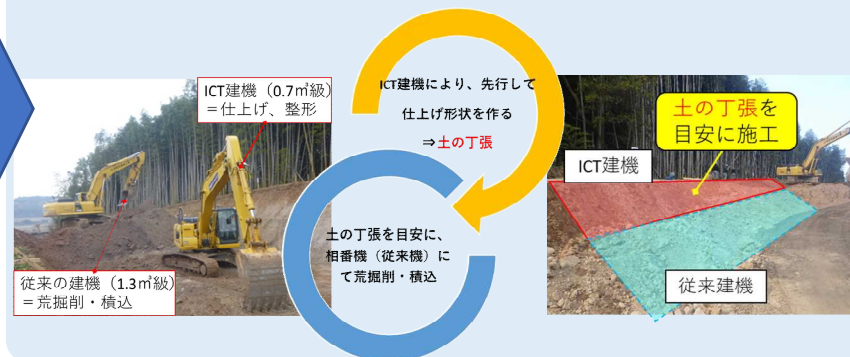 ICT建機（0.7㎥級）
＝仕上げ、整形
従来の建機（1.3㎥級）
＝荒掘削・積込
ICT建機により、先行して
仕上げ形状を作る
⇒土の丁張
土の丁張を目安に、
相番機（従来機）に
て荒掘削・積込
土の丁張を
目安に施工
ICT建機
従来建機